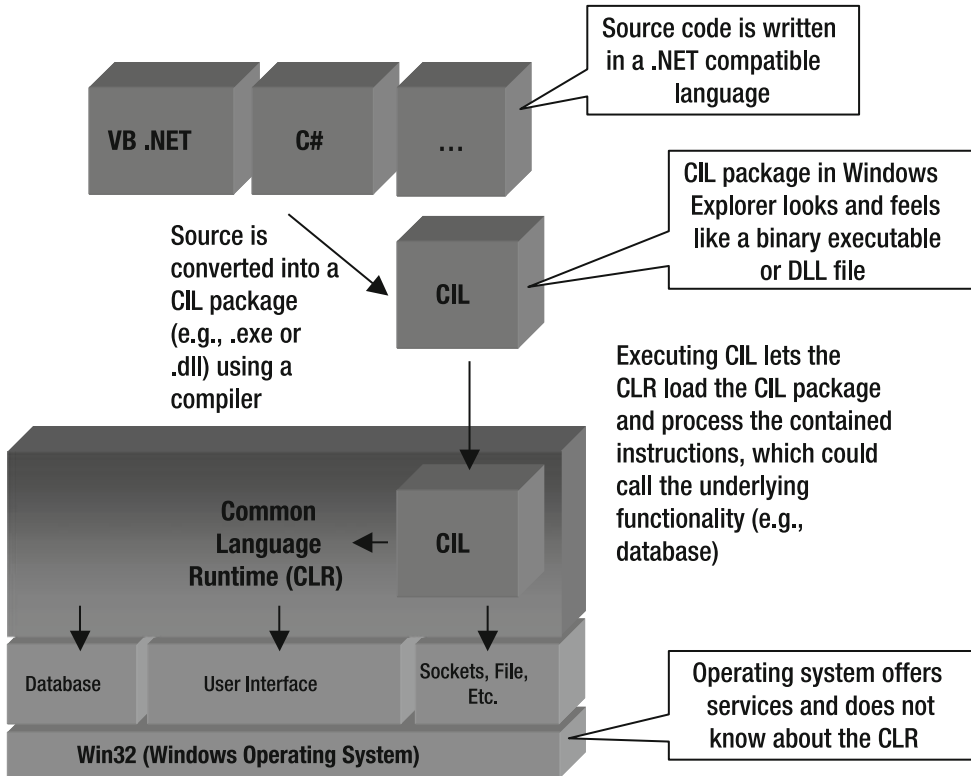 Source code is written
in a .NET compatible
language
VB .NET
C#
...
CIL package in Windows
Explorer looks and feels
like a binary executable
or DLL file
Source is
converted into a
CIL package
(e.g., .exe or
.dll) using a
compiler
CIL
Executing CIL lets the
CLR load the CIL package
and process the contained
instructions, which could
call the underlying
functionality (e.g.,
database)
Common
Language
Runtime (CLR)
CIL
Database
User Interface
Sockets, File,
Etc.
Operating system offers
services and does not
know about the CLR
Win32 (Windows Operating System)